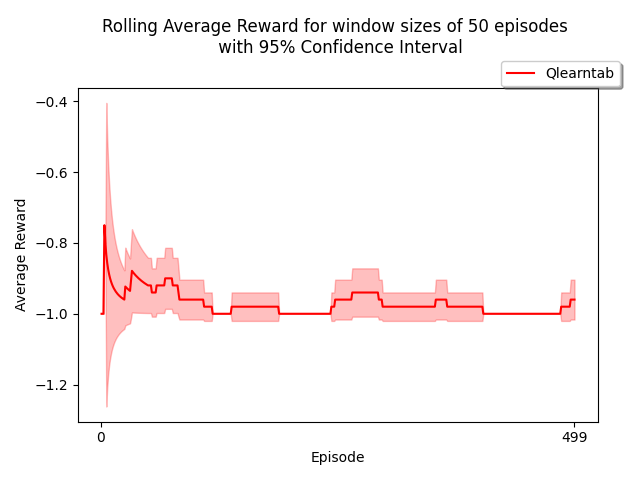 Rolling Average Reward for window sizes of 50 episodes
with 95% Confidence Interval
Qlearntab
−0.4
−0.6
−0.8
−1.0
−1.2
Average Reward
0
499
Episode